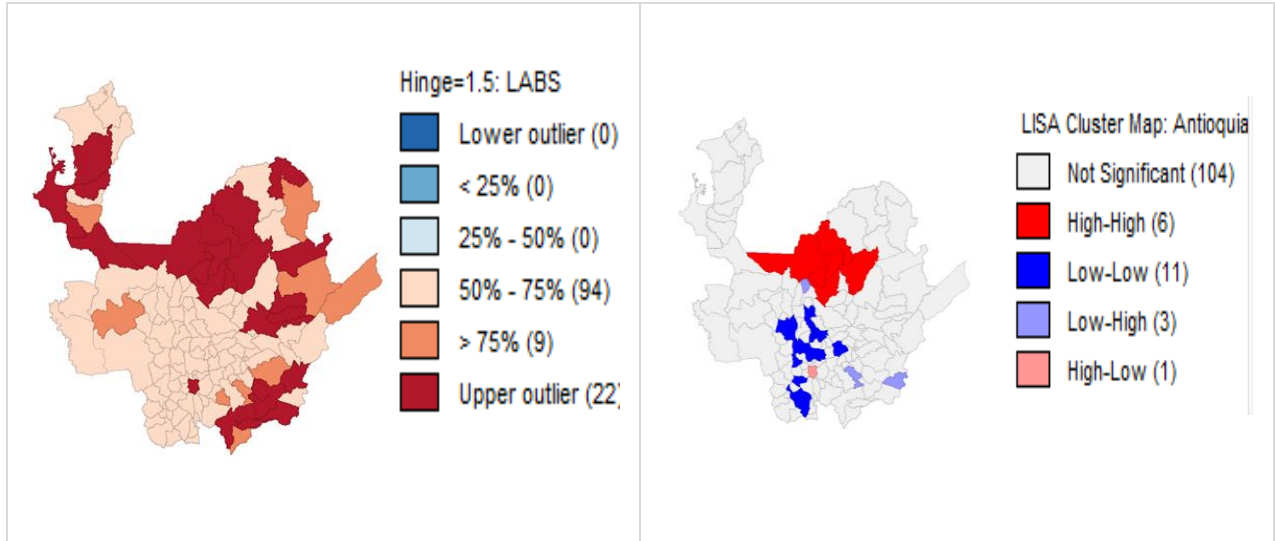 Hinge=1.5: LABS
Lower outlier (0)
< 25% (0)
25% - 50% (0)
50% - 75% (94)
> 75% (9)
Upper outlier (22)
LISA Cluster Map: Antioquia
Not Significant (104)
High-High (6)
Low-Low (11)
Low-High (3)
High-Low (1)